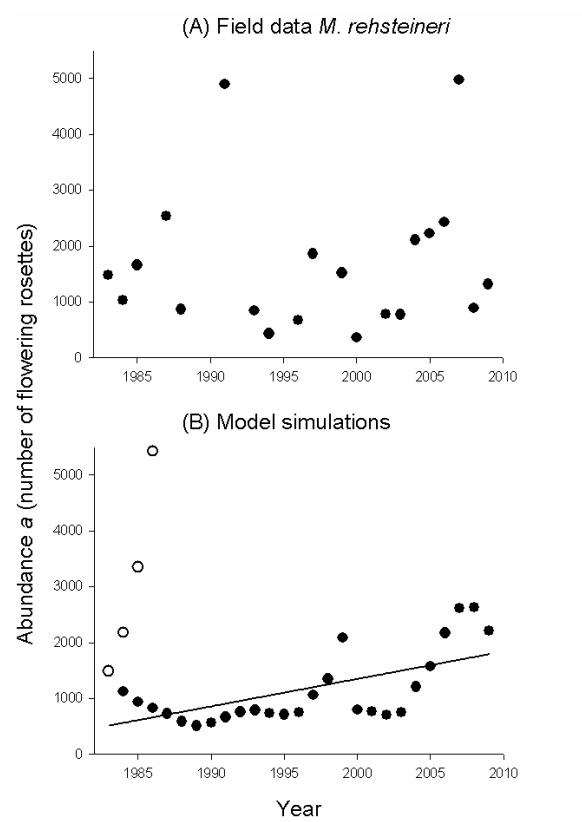 (A) Field data M. rehsteineri
5000
4000
3000
2000
1000
0
1985 1990 1995 2000 2005 2010
Abundance a (number of flowering rosettes)
(B) Model simulations
5000
4000
3000
2000
1000
0
1985 1990 1995 2000 2005 2010
Year